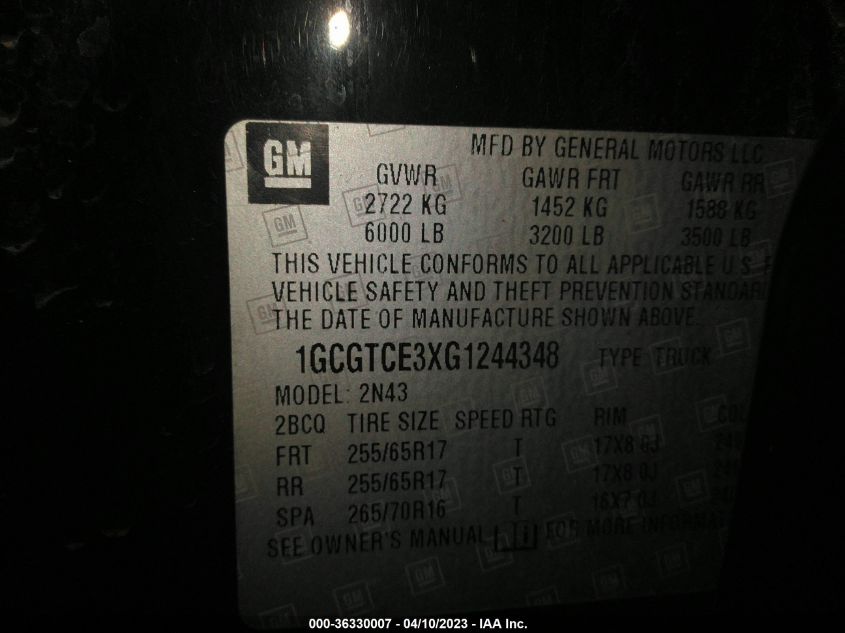 GM
MFD BY GENERAL MOTORS LLC
GVWR GAWR FRT GAWR RR
2722 KG 1452 KG 1588 KG
6000 LB 3200 LB 3500 LB
THIS VEHICLE CONFORMS TO ALL APPLICABLE U.S.
VEHICLE SAFETY AND THEFT PREVENTION STANDAR
THE DATE OF MANUFACTURE SHOWN ABOVE.
1GCGTCE3XG1244348 TYPE: TRUCK
MODEL: 2N43
2BCQ TIRE SIZE SPEED RTG RIM
FRT 255/65R17 T 17X8.0J
RR 255/65R17 T 17X8.0J
SPA 265/70R16 T 16X7.0J
SEE OWNER'S MANUAL FOR MORE INFORMA
000-36330007 - 04/10/2023 - IAA Inc.